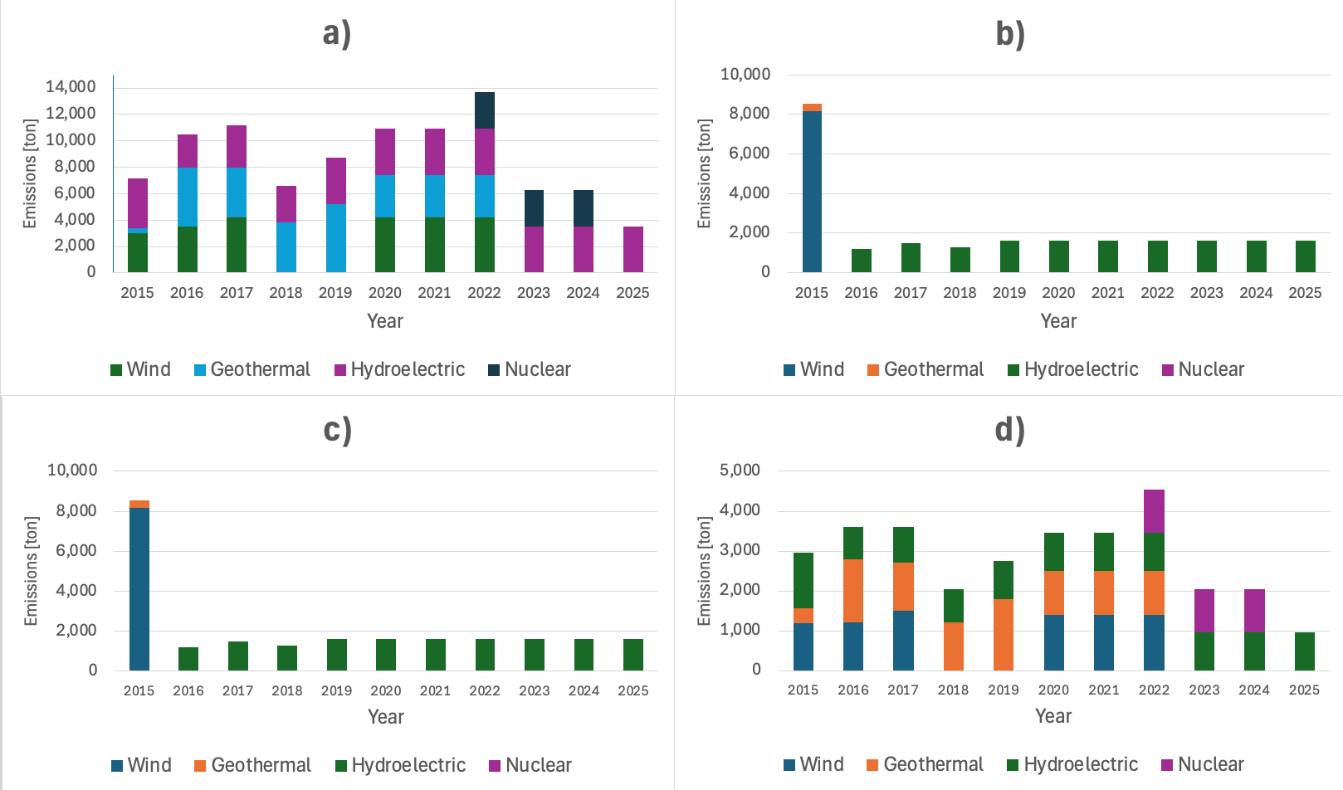 a)
Emissions [ton]
14,000
12,000
10,000
8,000
6,000
4,000
2,000
0
2015 2016 2017 2018 2019 2020 2021 2022 2023 2024 2025
Year
Wind Geothermal Hydroelectric Nuclear
b)
Emissions [ton]
10,000
8,000
6,000
4,000
2,000
0
2015 2016 2017 2018 2019 2020 2021 2022 2023 2024 2025
Year
Wind Geothermal Hydroelectric Nuclear
c)
Emissions [ton]
10,000
8,000
6,000
4,000
2,000
0
2015 2016 2017 2018 2019 2020 2021 2022 2023 2024 2025
Year
Wind Geothermal Hydroelectric Nuclear
d)
Emissions [ton]
5,000
4,000
3,000
2,000
1,000
0
2015 2016 2017 2018 2019 2020 2021 2022 2023 2024 2025
Year
Wind Geothermal Hydroelectric Nuclear